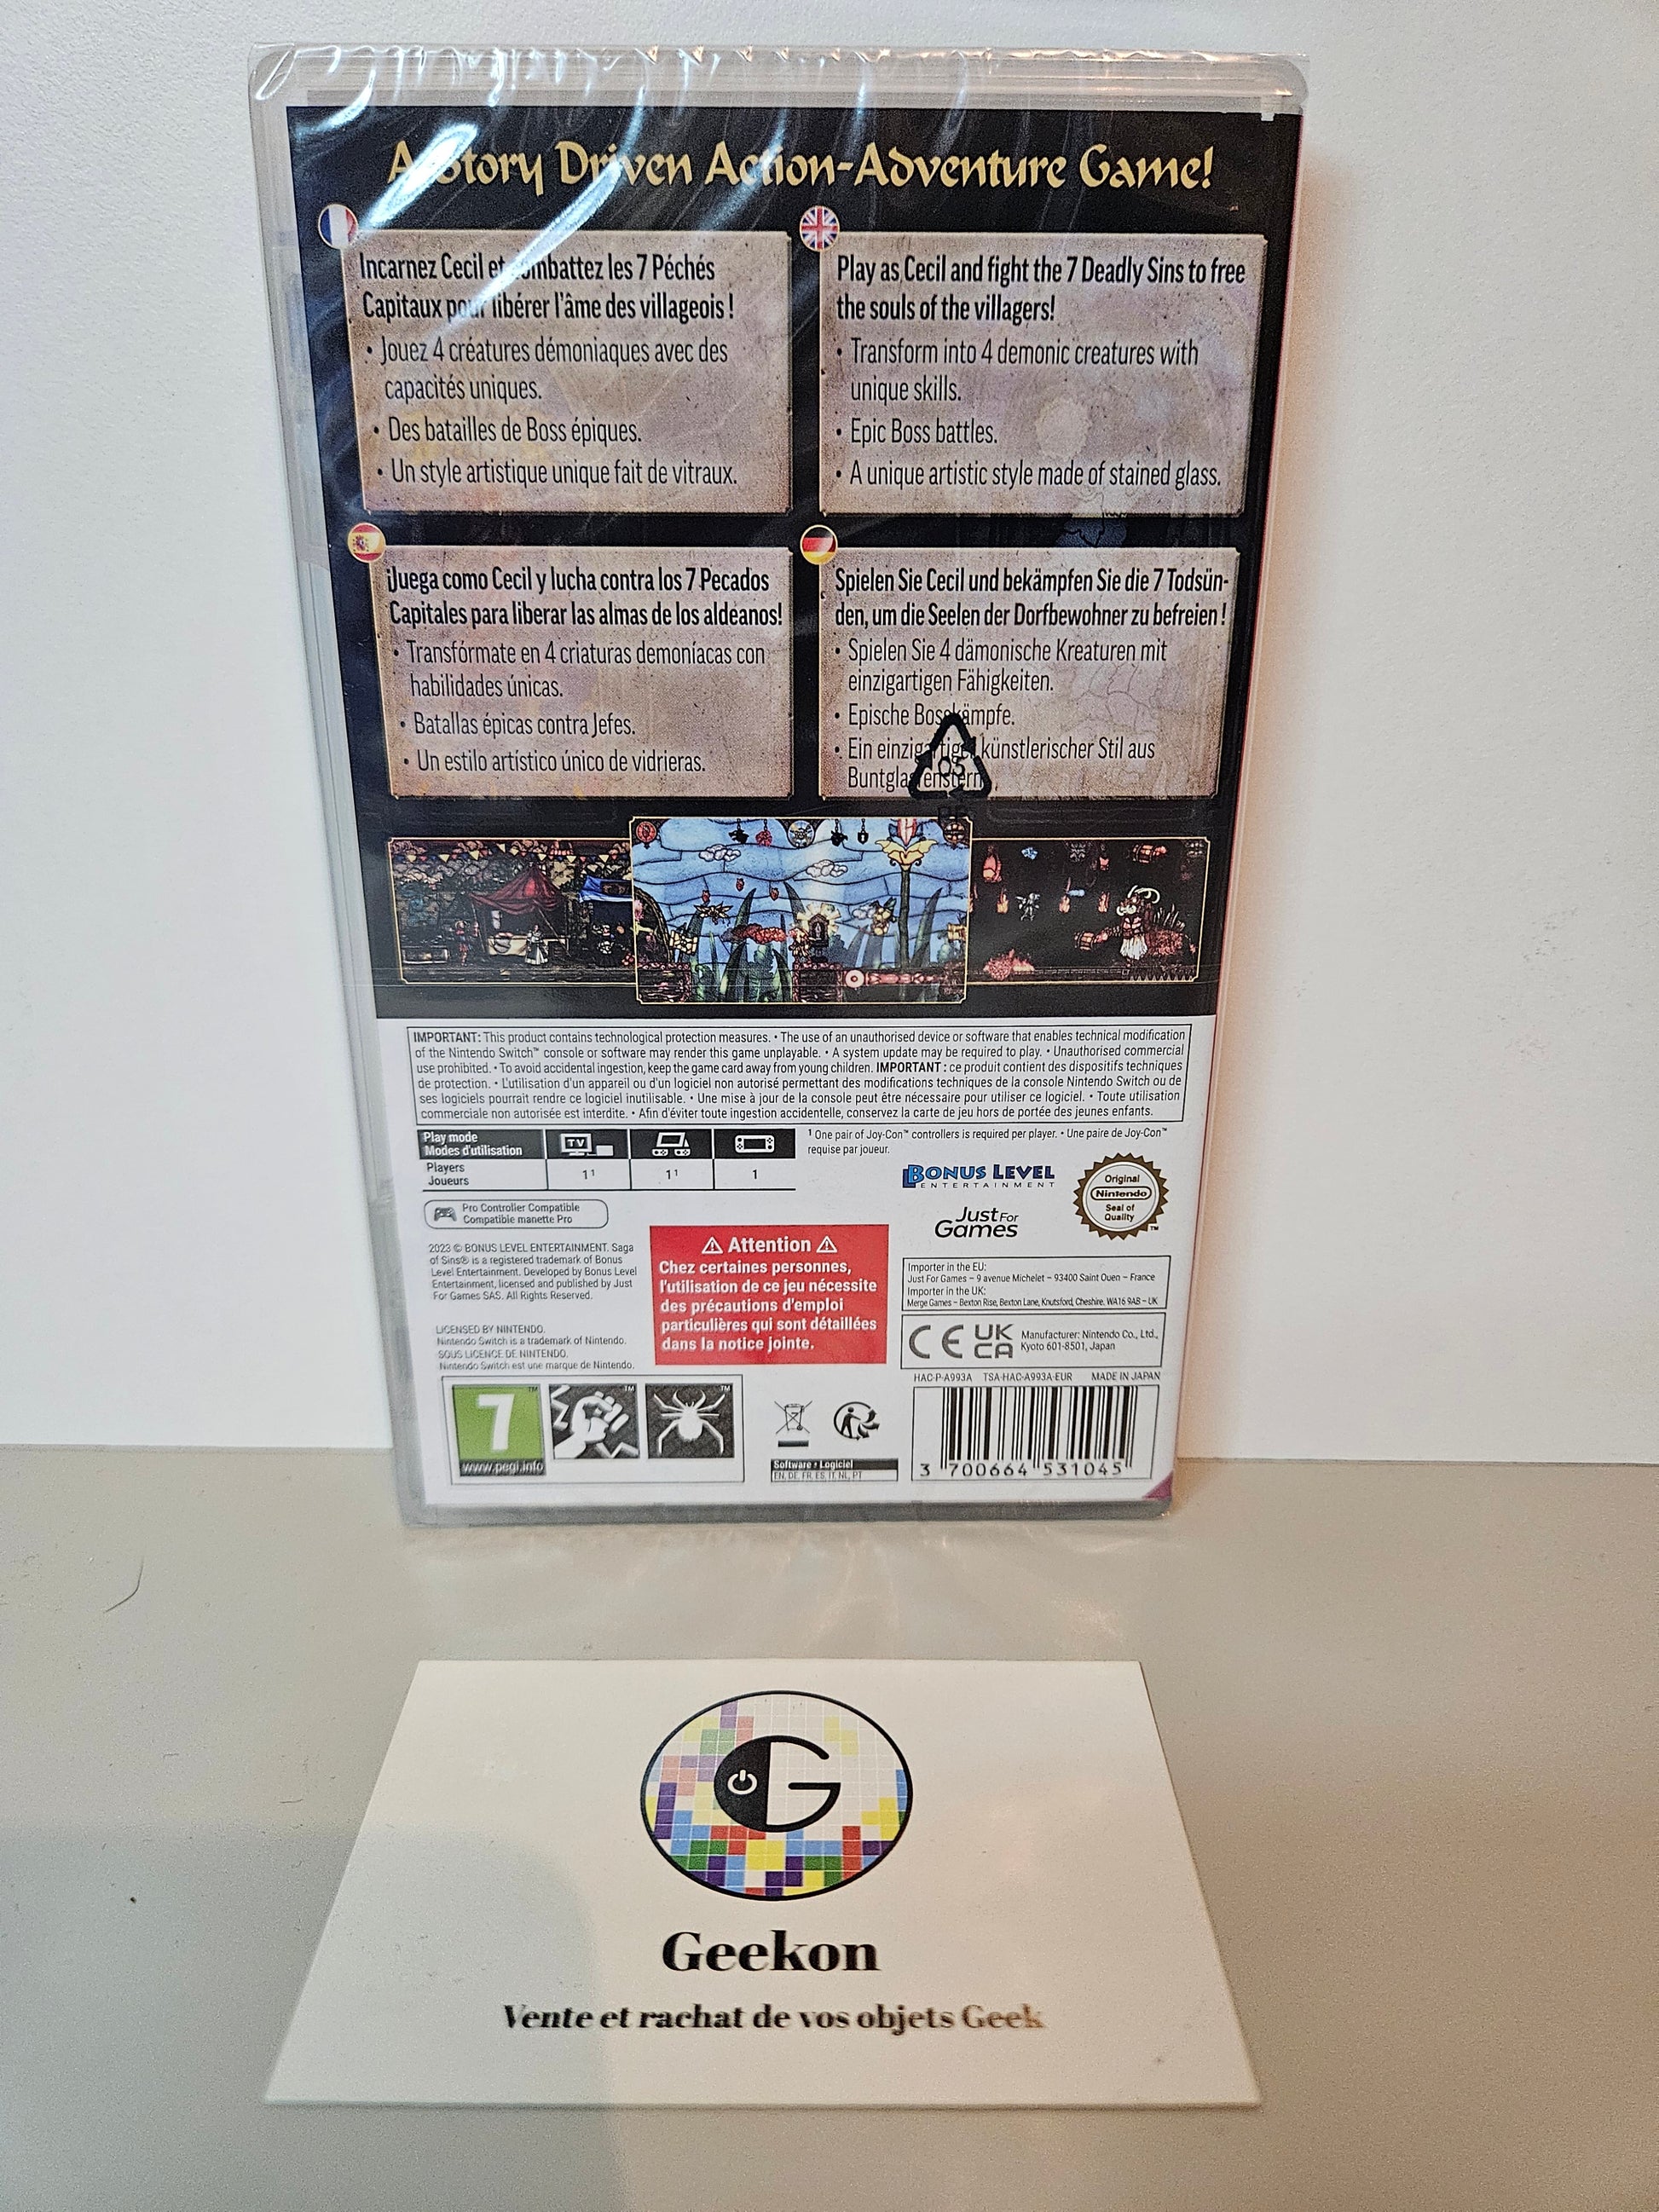 A Story Driven Action-Adventure Game!
Incarnez Cecil et combattez les 7 Péchés
Capitaux pour libérer l'âme des villageois !
• Jouez 4 créatures démoniaques avec des
capacités uniques.
• Des batailles de Boss épiques.
• Un style artistique unique fait de vitraux.
Play as Cecil and fight the 7 Deadly Sins to free
the souls of the villagers!
• Transform into 4 demonic creatures with
unique skills.
• Epic Boss battles.
• A unique artistic style made of stained glass.
¡Juega como Cecil y lucha contra los 7 Pecados
Capitales para liberar las almas de los aldeanos!
• Transfórmate en 4 criaturas demoníacas con
habilidades únicas.
• Batallas épicas contra Jefes.
• Un estilo artístico único de vidrieras.
Spielen Sie Cecil und bekämpfen Sie die 7 Todsün-
den, um die Seelen der Dorfbewohner zu befreien !
• Spielen Sie 4 dämonische Kreaturen mit
einzigartigen Fähigkeiten.
• Epische Bosskämpfe.
• Ein einzigartiger künstlerischer Stil aus
Buntglasfenstern.
05
IMPORTANT: This product contains technological protection measures. • The use of an unauthorised device or software that enables technical modification
of the Nintendo Switch™ console or software may render this game unplayable. • A system update may be required to play. • Unauthorised commercial
use prohibited. • To avoid accidental ingestion, keep the game card away from young children. IMPORTANT : ce produit contient des dispositifs techniques
de protection. • L'utilisation d'un appareil ou d'un logiciel non autorisé permettant des modifications techniques de la console Nintendo Switch ou de
ses logiciels pourrait rendre ce logiciel inutilisable. • Une mise à jour de la console peut être nécessaire pour utiliser ce logiciel. • Toute utilisation
commerciale non autorisée est interdite. • Afin d'éviter toute ingestion accidentelle, conservez la carte de jeu hors de portée des jeunes enfants.
Play mode
Modes d'utilisation
TV
Players
Joueurs
1¹ 1¹ 1
¹ One pair of Joy-Con™ controllers is required per player. • Une paire de Joy-Con™
requise par joueur.
Pro Controller Compatible
Compatible manette Pro
BONUS LEVEL
ENTERTAINMENT
Just For
Games
Original
Nintendo
Seal of
Quality
™
2023 © BONUS LEVEL ENTERTAINMENT. Saga
of Sins® is a registered trademark of Bonus
Level Entertainment. Developed by Bonus Level
Entertainment, licensed and published by Just
For Games SAS. All Rights Reserved.
LICENSED BY NINTENDO.
Nintendo Switch is a trademark of Nintendo.
SOUS LICENCE DE NINTENDO.
Nintendo Switch est une marque de Nintendo.
Attention
Chez certaines personnes,
l'utilisation de ce jeu nécessite
des précautions d'emploi
particulières qui sont détaillées
dans la notice jointe.
Importer in the EU:
Just For Games – 9 avenue Michelet – 93400 Saint Ouen – France
Importer in the UK:
Merge Games – Bexton Rise, Bexton Lane, Knutsford, Cheshire. WA16 9AB – UK
CE UK
CA
Manufacturer: Nintendo Co., Ltd.,
Kyoto 601-8501, Japan
HAC-P-A993A TSA-HAC-A993A-EUR MADE IN JAPAN
7
www.pegi.info
Software • Logiciel
EN, DE, FR, ES, IT, NL, PT
3 700664 531045
G
Geekon
Vente et rachat de vos objets Geek